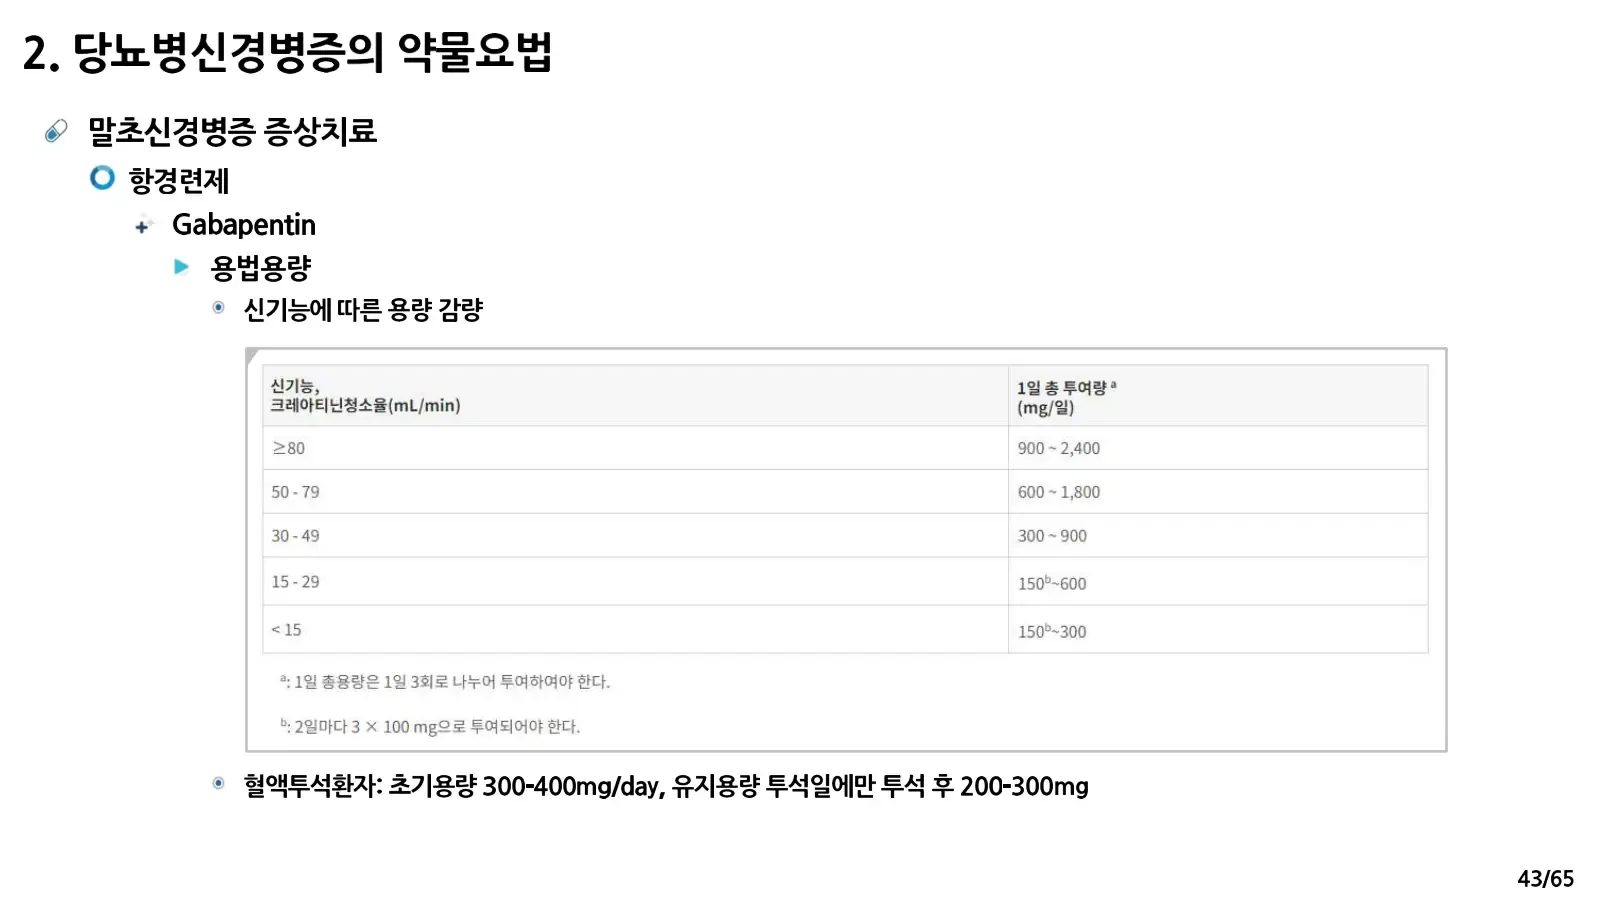 2. 당뇨병신경병증의 약물요법
말초신경병증 증상치료
항경련제
Gabapentin
용법용량
신기능에 따른 용량 감량
신기능,
크레아티닌청소율(mL/min)
1일 총 투여량 a
(mg/일)
≥80
900 ~ 2,400
50 - 79
600 ~ 1,800
30 - 49
300 ~ 900
15 - 29
150b~600
< 15
150b~300
a: 1일 총용량은 1일 3회로 나누어 투여하여야 한다.
b: 2일마다 3 × 100 mg으로 투여되어야 한다.
혈액투석환자: 초기용량 300-400mg/day, 유지용량 투석일에만 투석 후 200-300mg
43/65